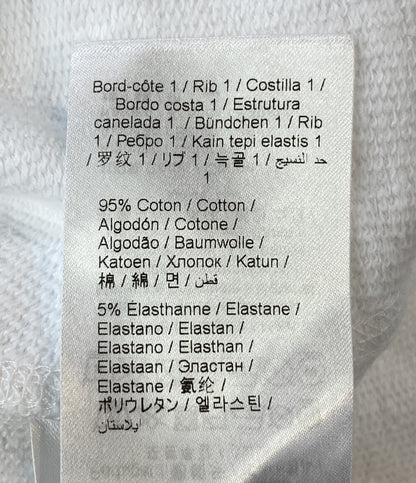 Bord-côte 1 / Rib 1 / Costilla 1 /
Bordo costa 1 / Estrutura
canelada 1 / Bündchen 1 / Rib
1 / Ребро 1 / Kain tepi elastis 1
/ 罗纹 1 / リブ 1 / 늑골 1 / حد النسيج /
1
95% Coton / Cotton /
Algodón / Cotone /
Algodão / Baumwolle /
Katoen / Хлопок / Katun /
棉 / 綿 / 면 / قطن /
5% Élasthanne / Elastane /
Elastano / Elastan /
Elastano / Elasthan /
Elastaan / Эластан /
Elastane / 氨纶 /
ポリウレタン / 엘라스틴 /
ايلاستان